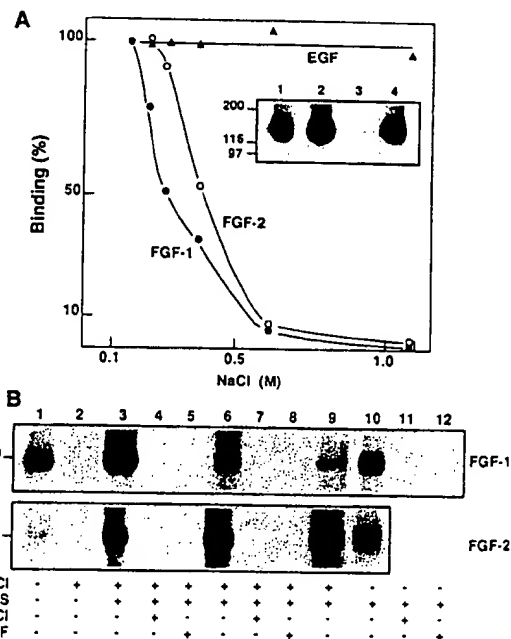 A
100
50
10
Binding (%)
EGF
FGF-2
FGF-1
1 2 3 4
200
116
97
0.1 0.5 1.0
NaCl (M)
B
1 2 3 4 5 6 7 8 9 10 11 12
FGF-1
FGF-2
Cl - + + + + + + + +
S - - + + + + + + + + + +
Cl + + +
F + + +